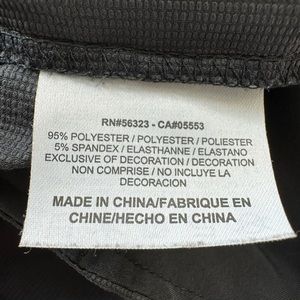 RN#56323 - CA#05553
95% POLYESTER / POLYESTER / POLIESTER
5% SPANDEX / ELASTHANNE / ELASTANO
EXCLUSIVE OF DECORATION / DECORATION
NON COMPRISE / NO INCLUYE LA
DECORACION
MADE IN CHINA/FABRIQUE EN
CHINE/HECHO EN CHINA